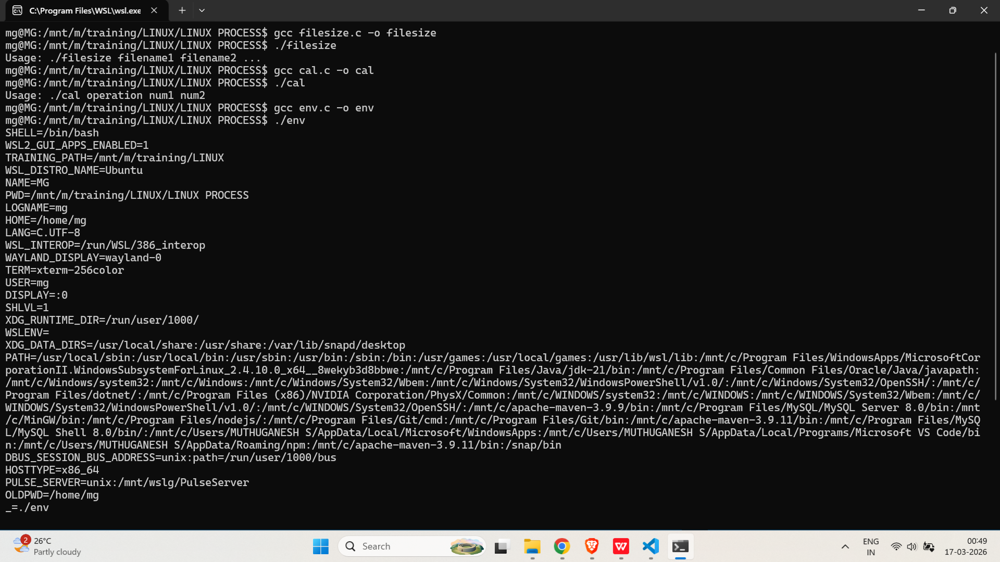 C:\Program Files\WSL\wsl.exe
mg@MG:/mnt/m/training/LINUX/LINUX PROCESS$ gcc filesize.c -o filesize
mg@MG:/mnt/m/training/LINUX/LINUX PROCESS$ ./filesize
Usage: ./filesize filename1 filename2 ...
mg@MG:/mnt/m/training/LINUX/LINUX PROCESS$ gcc cal.c -o cal
mg@MG:/mnt/m/training/LINUX/LINUX PROCESS$ ./cal
Usage: ./cal operation num1 num2
mg@MG:/mnt/m/training/LINUX/LINUX PROCESS$ gcc env.c -o env
mg@MG:/mnt/m/training/LINUX/LINUX PROCESS$ ./env
SHELL=/bin/bash
WSL2_GUI_APPS_ENABLED=1
TRAINING_PATH=/mnt/m/training/LINUX
WSL_DISTRO_NAME=Ubuntu
NAME=MG
PWD=/mnt/m/training/LINUX/LINUX PROCESS
LOGNAME=mg
HOME=/home/mg
LANG=C.UTF-8
WSL_INTEROP=/run/WSL/386_interop
WAYLAND_DISPLAY=wayland-0
TERM=xterm-256color
USER=mg
DISPLAY=:0
SHLVL=1
XDG_RUNTIME_DIR=/run/user/1000/
WSLENV=
XDG_DATA_DIRS=/usr/local/share:/usr/share:/var/lib/snapd/desktop
PATH=/usr/local/sbin:/usr/local/bin:/usr/sbin:/usr/bin:/sbin:/bin:/usr/games:/usr/local/games:/usr/lib/wsl/lib:/mnt/c/Program Files/WindowsApps/MicrosoftCor
porationII.WindowsSubsystemForLinux_2.4.10.0_x64__8wekyb3d8bbwe:/mnt/c/Program Files/Java/jdk-21/bin:/mnt/c/Program Files/Common Files/Oracle/Java/javapath:
/mnt/c/Windows/system32:/mnt/c/Windows:/mnt/c/Windows/System32/Wbem:/mnt/c/Windows/System32/WindowsPowerShell/v1.0/:/mnt/c/Windows/System32/OpenSSH/:/mnt/c/
Program Files/dotnet/:/mnt/c/Program Files (x86)/NVIDIA Corporation/PhysX/Common:/mnt/c/WINDOWS/system32:/mnt/c/WINDOWS:/mnt/c/WINDOWS/System32/Wbem:/mnt/c/
WINDOWS/System32/WindowsPowerShell/v1.0/:/mnt/c/WINDOWS/System32/OpenSSH/:/mnt/c/apache-maven-3.9.9/bin:/mnt/c/Program Files/MySQL/MySQL Server 8.0/bin:/mnt
/c/MinGW/bin:/mnt/c/Program Files/nodejs/:/mnt/c/Program Files/Git/cmd:/mnt/c/Program Files/Git/bin:/mnt/c/apache-maven-3.9.11/bin:/mnt/c/Program Files/MySQ
L/MySQL Shell 8.0/bin/:/mnt/c/Users/MUTHUGANESH S/AppData/Local/Microsoft/WindowsApps:/mnt/c/Users/MUTHUGANESH S/AppData/Local/Programs/Microsoft VS Code/bi
n:/mnt/c/Users/MUTHUGANESH S/AppData/Roaming/npm:/mnt/c/apache-maven-3.9.11/bin:/snap/bin
DBUS_SESSION_BUS_ADDRESS=unix:path=/run/user/1000/bus
HOSTTYPE=x86_64
PULSE_SERVER=unix:/mnt/wslg/PulseServer
OLDPWD=/home/mg
_=./env
2
26°C
Partly cloudy
Search
ENG
IN
00:49
17-03-2026